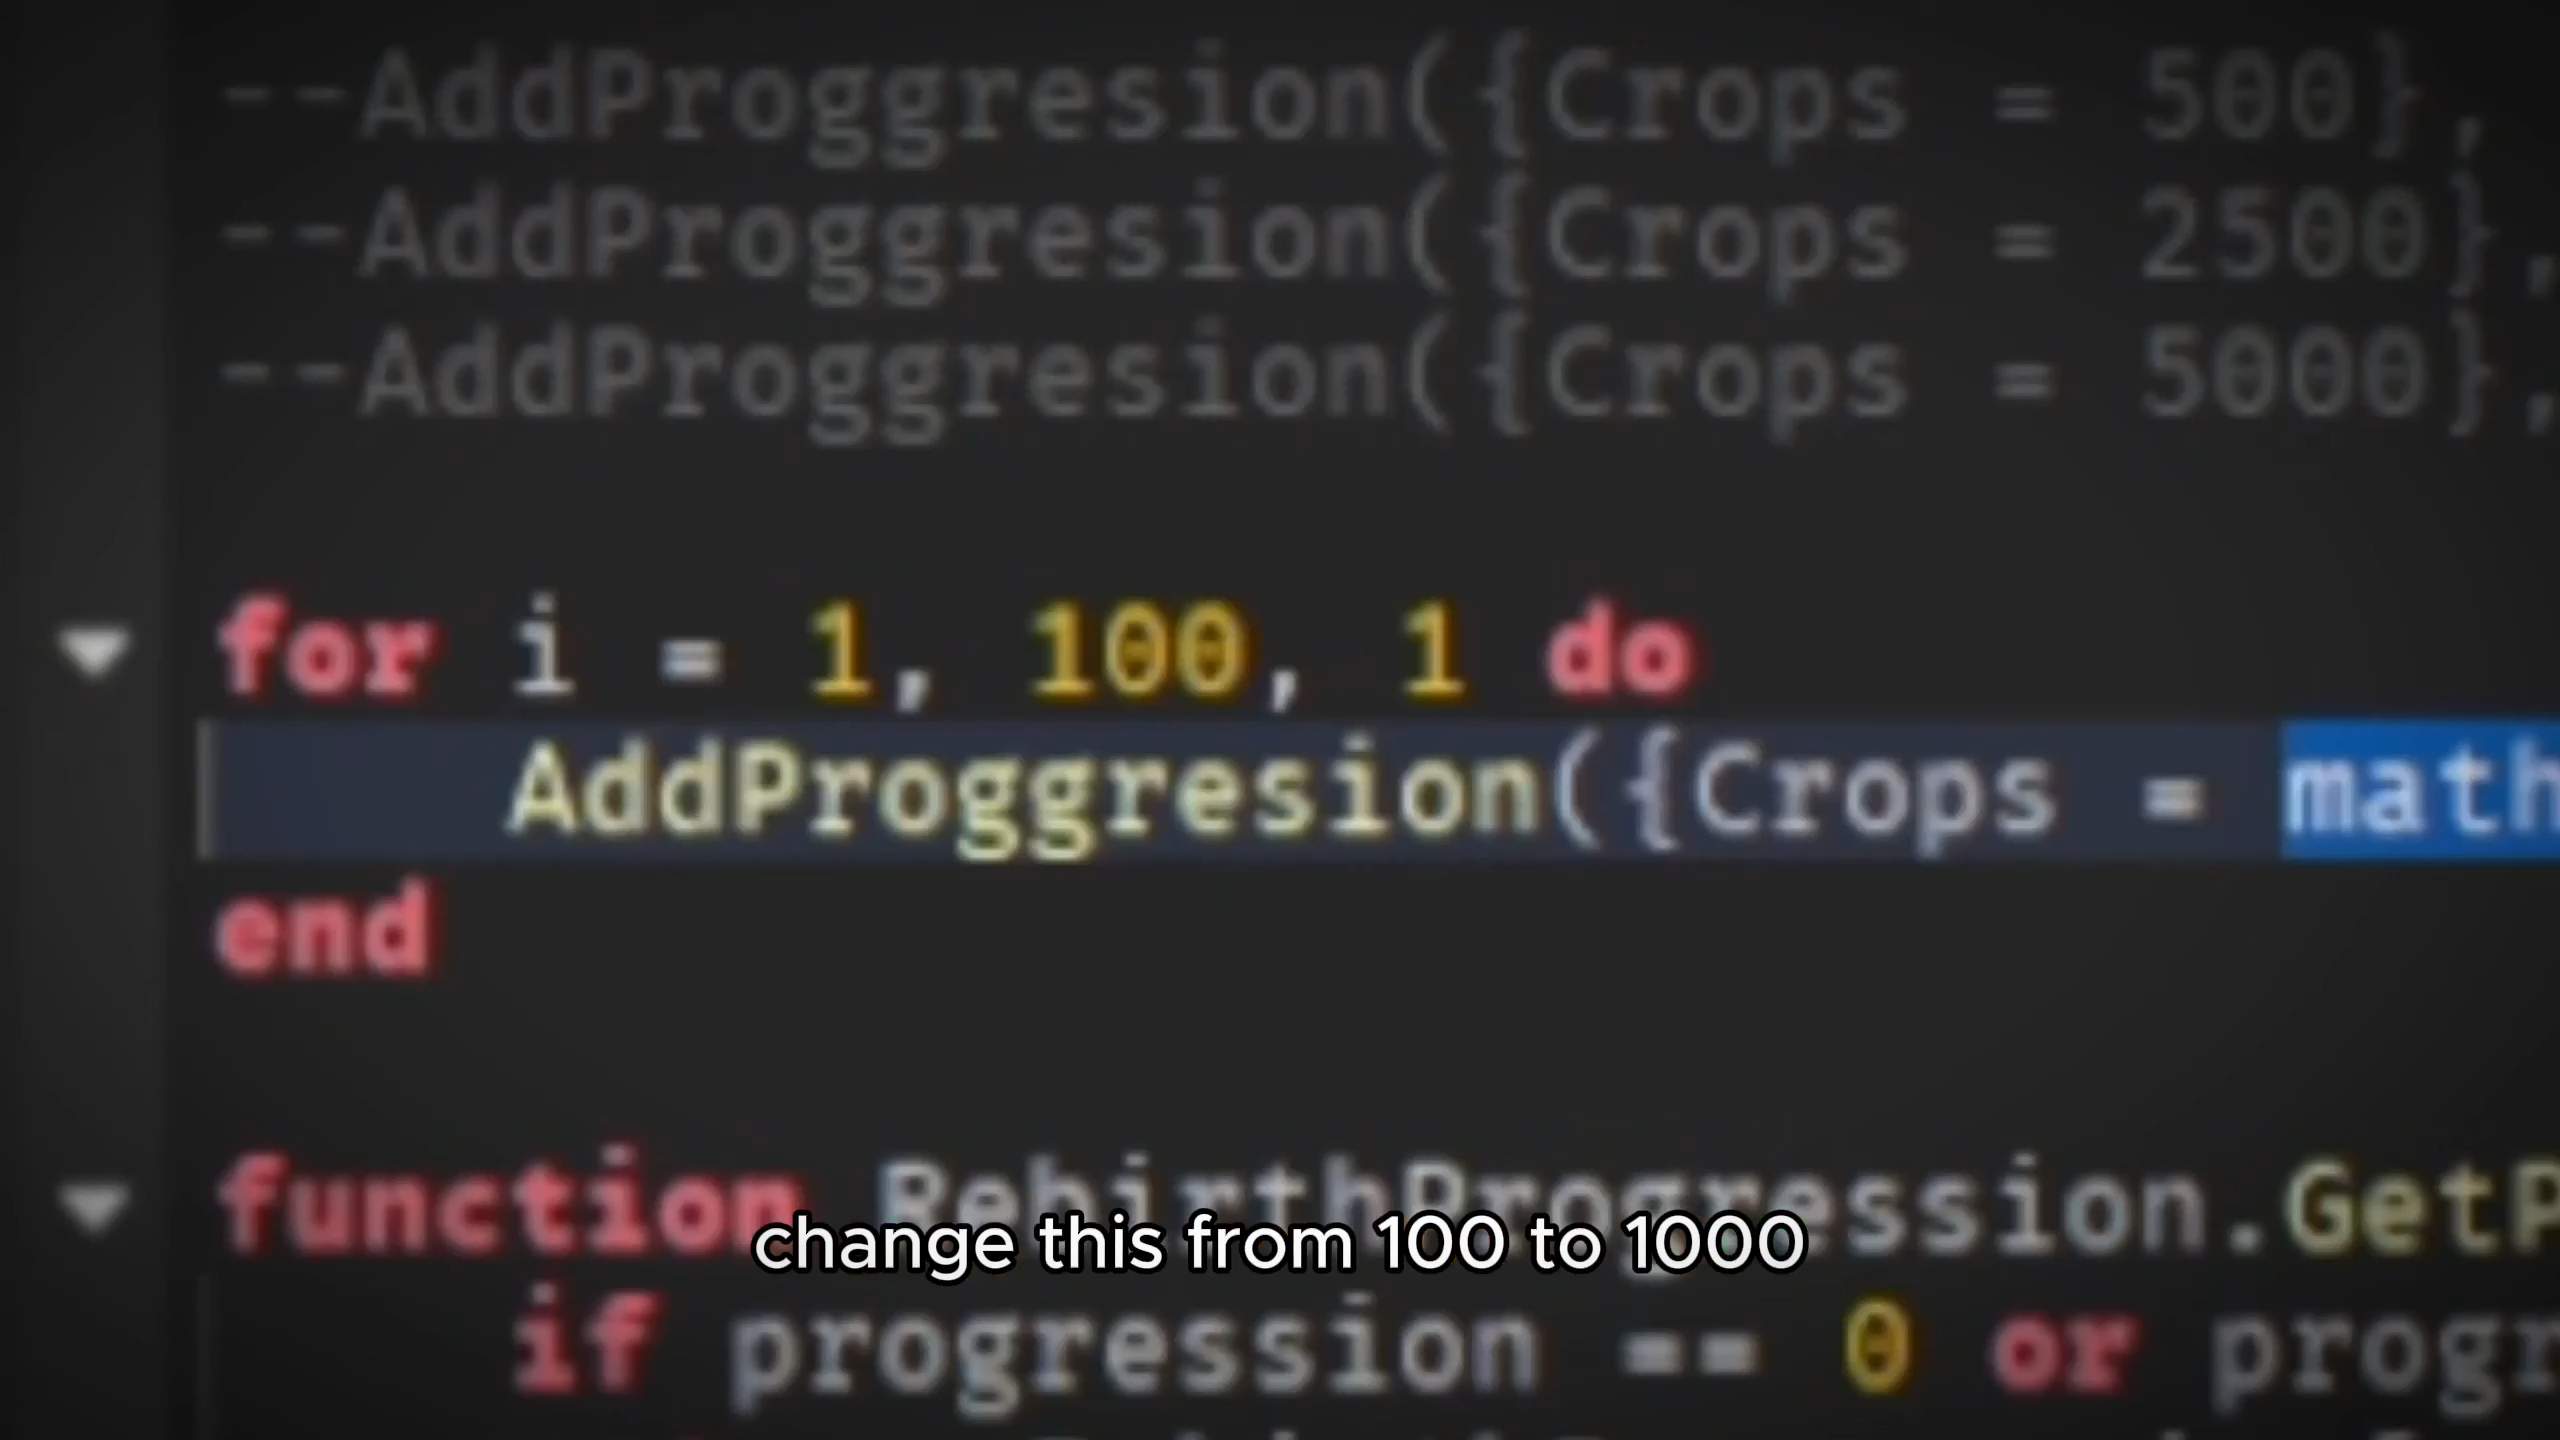 --AddProggresion({Crops = 500},
--AddProggresion({Crops = 2500},
--AddProggresion({Crops = 5000},
for i = 1, 100, 1 do
AddProggresion({Crops = math
end
function RebirthProgression.GetP
change this from 100 to 1000
if progression == 0 or progr